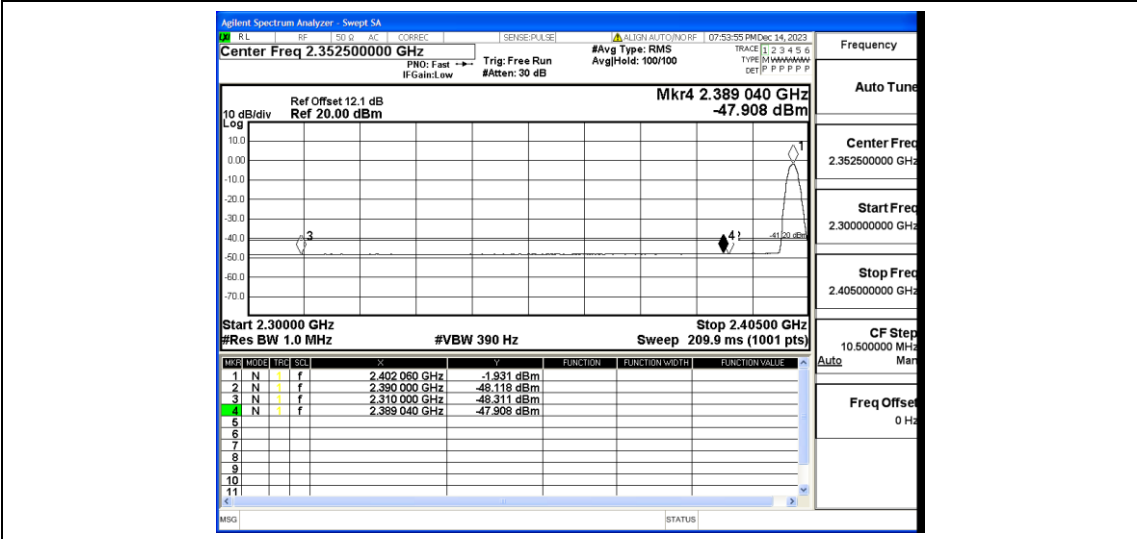 Agilent Spectrum Analyzer - Swept SA
RL RF 50 Ω AC CORREC SENSE:PULSE ALIGN AUTO/NO RF 07:53:55 PM Dec 14, 2023
Center Freq 2.352500000 GHz
PNO: Fast
IFGain:Low
Trig: Free Run
#Atten: 30 dB
#Avg Type: RMS
Avg|Hold: 100/100
TRACE 1 2 3 4 5 6
TYPE M
DET P P P P P P
Mkr4 2.389 040 GHz
-47.908 dBm
10 dB/div
Log
Ref Offset 12.1 dB
Ref 20.00 dBm
10.0
0.00
-10.0
-20.0
-30.0
-40.0
-50.0
-60.0
-70.0
1
3
4
-41.20 dBm
Start 2.30000 GHz Stop 2.40500 GHz
#Res BW 1.0 MHz #VBW 390 Hz Sweep 209.9 ms (1001 pts)
MKR MODE TRC SCL X Y FUNCTION FUNCTION WIDTH FUNCTION VALUE
1 N 1 f 2.402 060 GHz -1.931 dBm
2 N 1 f 2.390 000 GHz -48.118 dBm
3 N 1 f 2.310 000 GHz -48.311 dBm
4 N 1 f 2.389 040 GHz -47.908 dBm
5
6
7
8
9
10
11
MSG STATUS
Frequency
Auto Tune
Center Freq
2.352500000 GHz
Start Freq
2.300000000 GHz
Stop Freq
2.405000000 GHz
CF Step
10.500000 MHz
Auto Man
Freq Offset
0 Hz